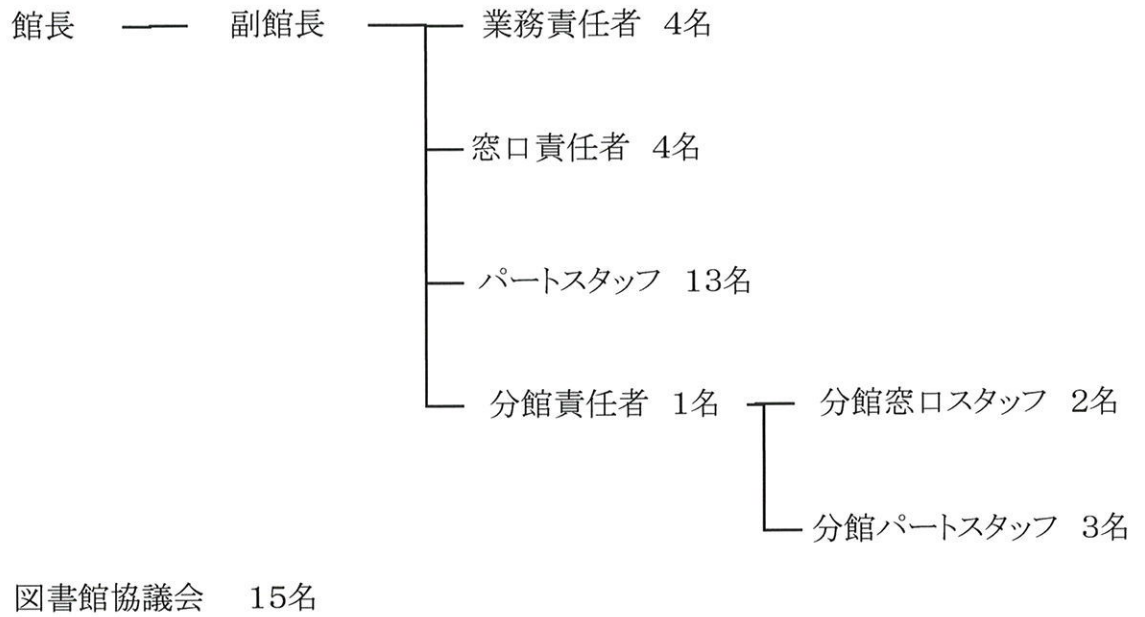 館長 副館長 業務責任者 4名
窓口責任者 4名
パートスタッフ 13名
分館責任者 1名 分館窓口スタッフ 2名
分館パートスタッフ 3名
図書館協議会 15名